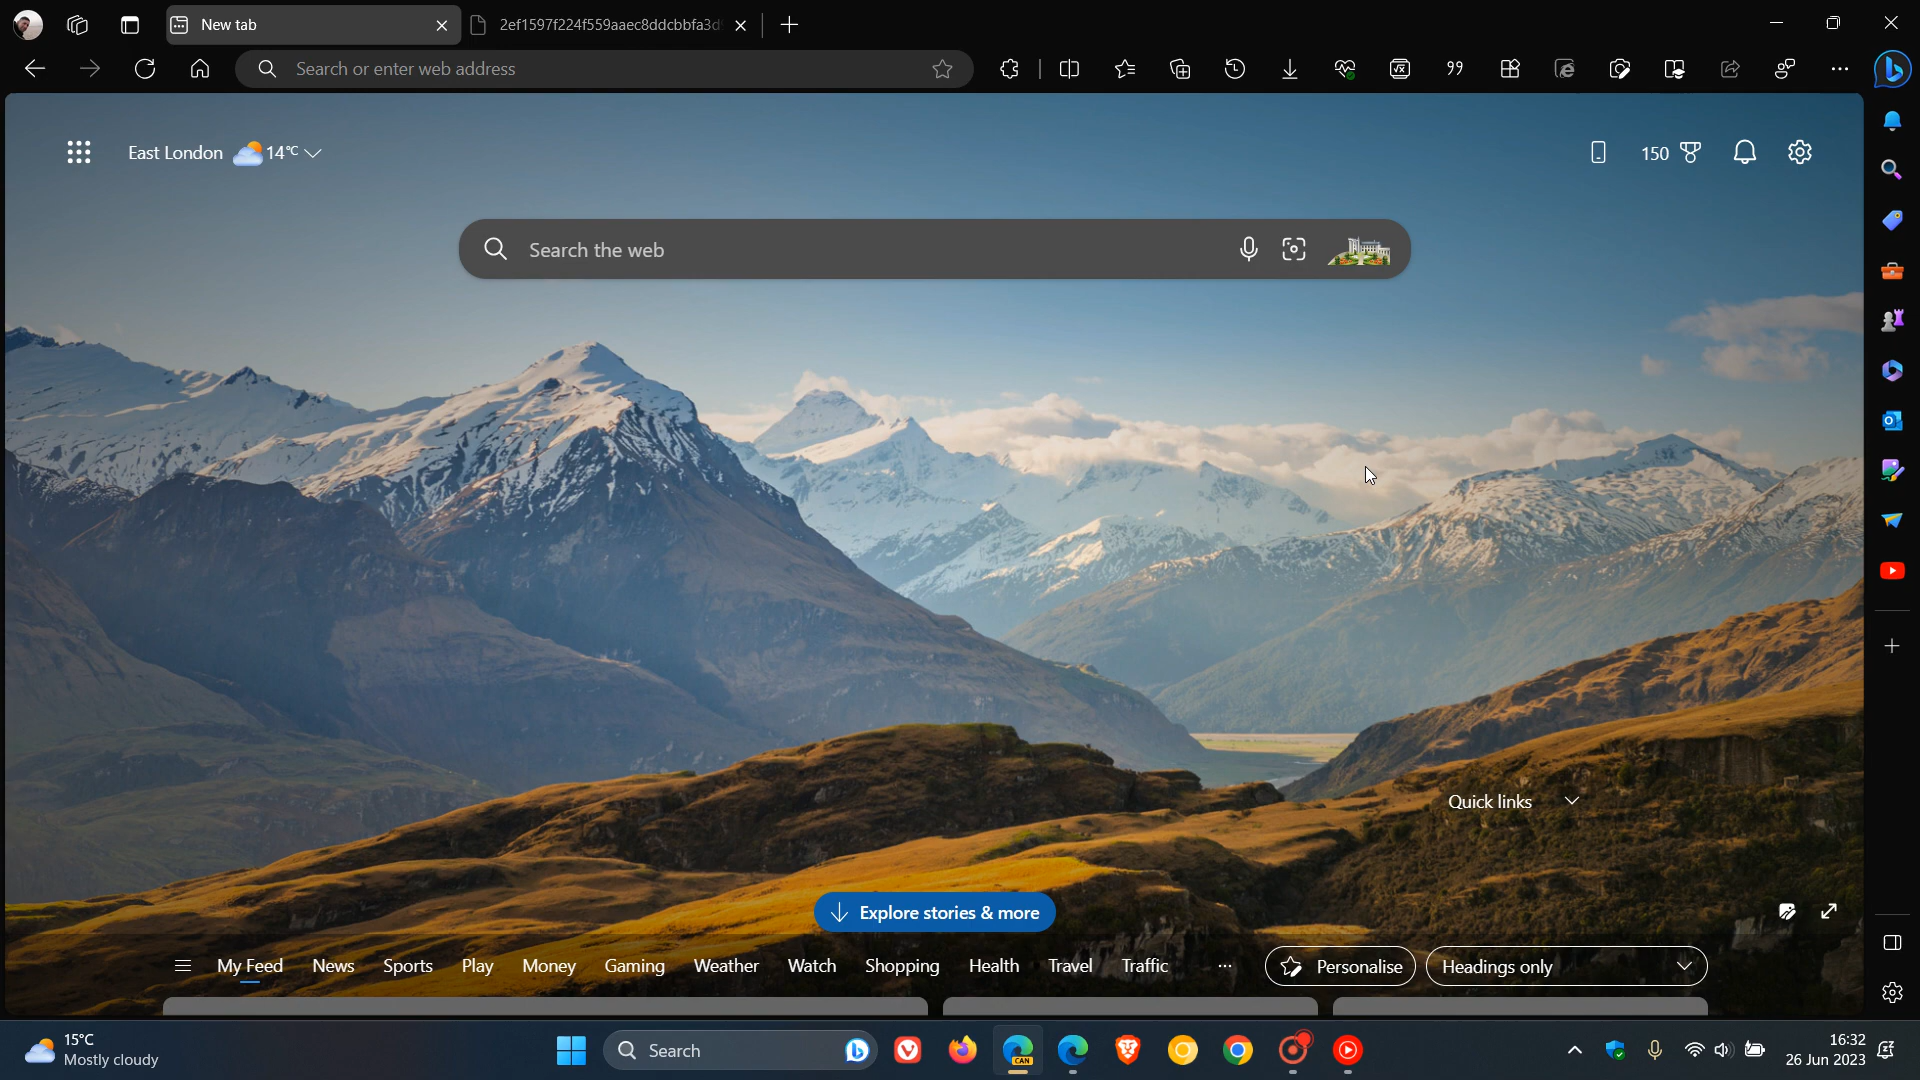 New tab
2ef1597f224f559aaec8ddcbbfa3d
Search or enter web address
East London 14°C
150
Search the web
Quick links
Explore stories & more
My Feed News Sports Play Money Gaming Weather Watch Shopping Health Travel Traffic ... Personalise Headings only
15°C
Mostly cloudy
Search
CAN
16:32
26 Jun 2023